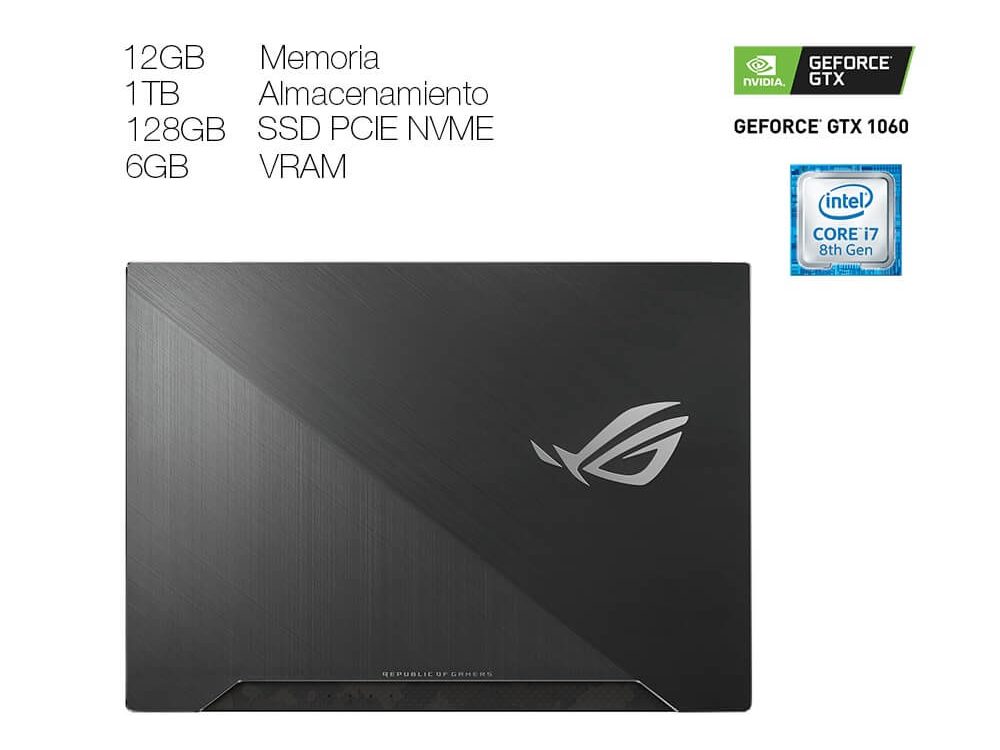 12GB Memoria
1TB Almacenamiento
128GB SSD PCIE NVME
6GB VRAM
NVIDIA. GEFORCE® GTX
GEFORCE® GTX 1060
intel®
CORE™ i7
8th Gen
REPUBLIC OF GAMERS